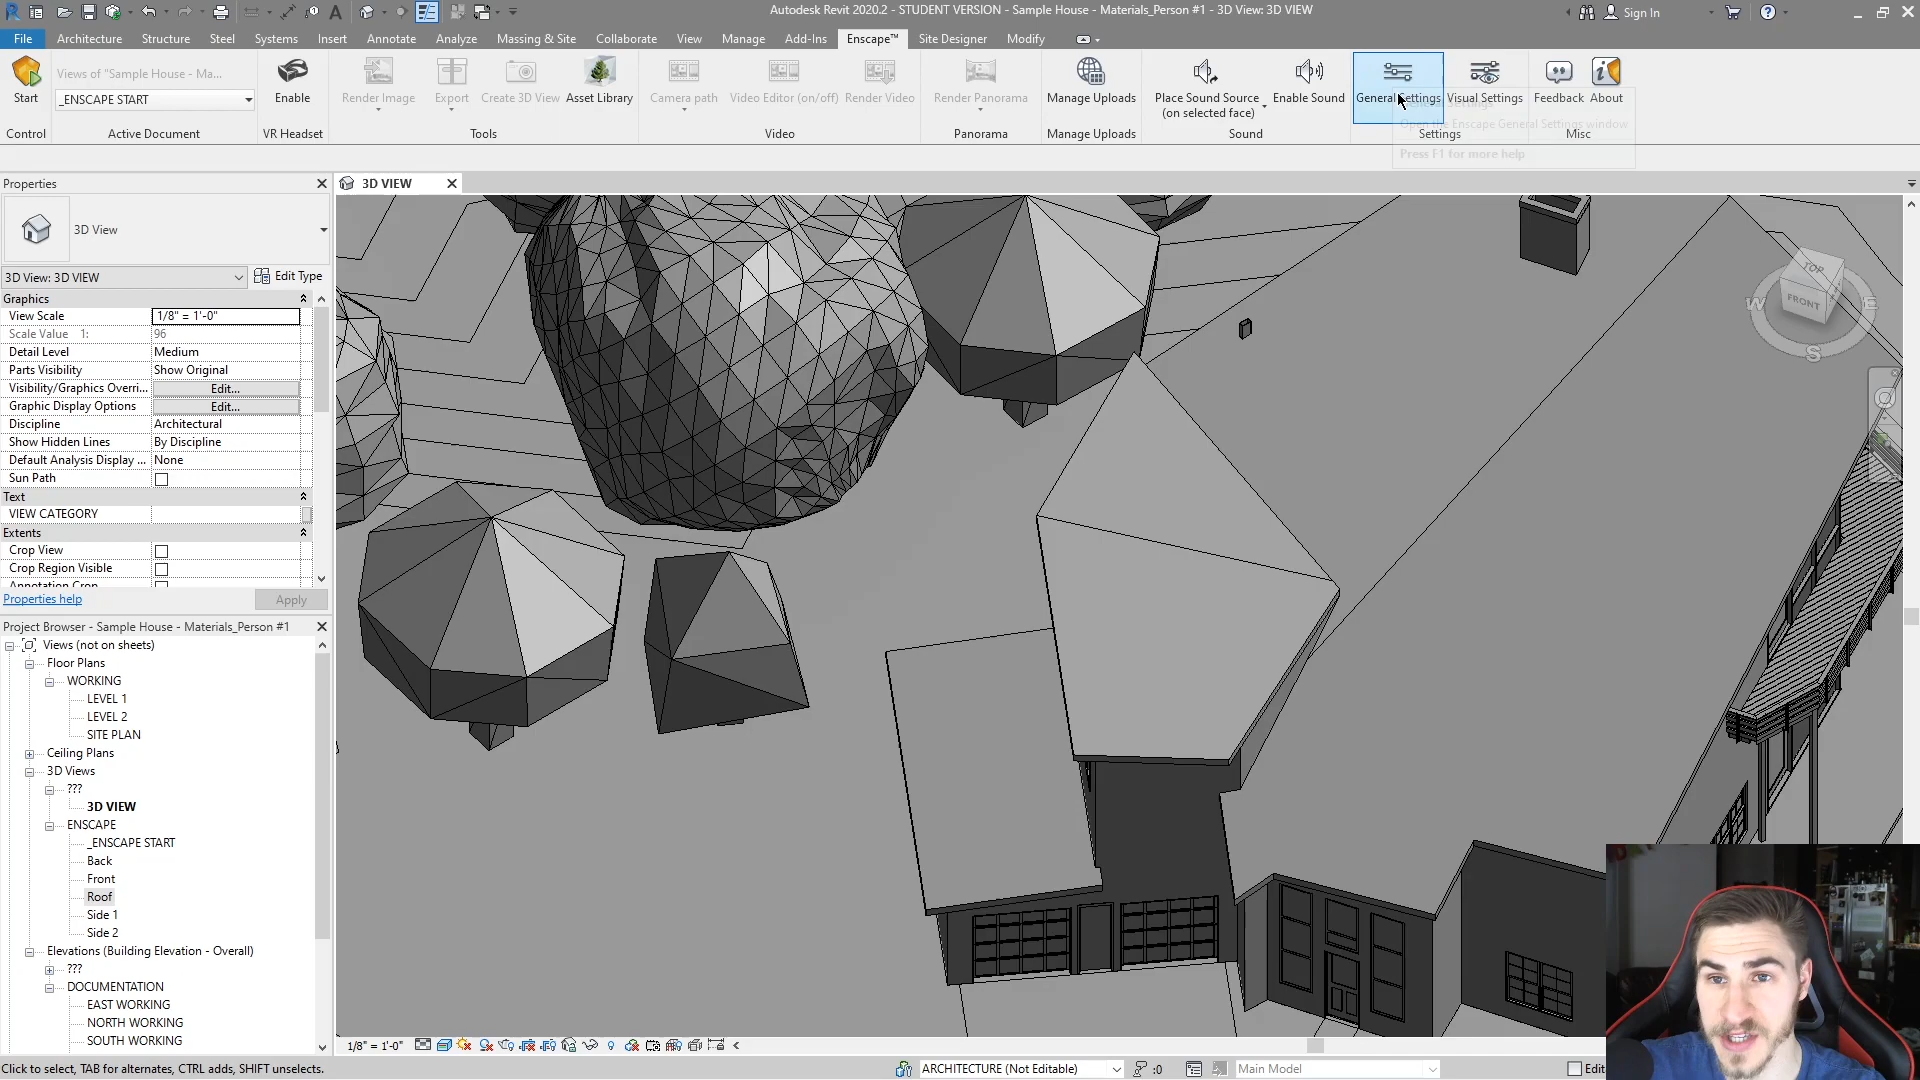 Autodesk Revit 2020.2 - STUDENT VERSION - Sample House - Materials_Person #1 - 3D View: 3D VIEW
Sign In
File Architecture Structure Steel Systems Insert Annotate Analyze Massing & Site Collaborate View Manage Add-Ins Enscape™ Site Designer Modify
Start
Views of "Sample House - Ma...
_ENSCAPE START
Enable
Render Image
Export
Create 3D View
Asset Library
Camera path
Video Editor (on/off)
Render Video
Render Panorama
Manage Uploads
Place Sound Source
(on selected face)
Enable Sound
General Settings
Visual Settings
Feedback
About
Open the Enscape General Settings window
Press F1 for more help
Control
Active Document
VR Headset
Tools
Video
Panorama
Manage Uploads
Sound
Settings
Misc
Properties
3D VIEW
3D View
3D View: 3D VIEW
Edit Type
Graphics
View Scale 1/8" = 1'-0"
Scale Value 1: 96
Detail Level Medium
Parts Visibility Show Original
Visibility/Graphics Overri... Edit...
Graphic Display Options Edit...
Discipline Architectural
Show Hidden Lines By Discipline
Default Analysis Display ... None
Sun Path
Text
VIEW CATEGORY
Extents
Crop View
Crop Region Visible
Annotation Crop
Properties help
Apply
Project Browser - Sample House - Materials_Person #1
Views (not on sheets)
Floor Plans
WORKING
LEVEL 1
LEVEL 2
SITE PLAN
Ceiling Plans
3D Views
???
3D VIEW
ENSCAPE
_ENSCAPE START
Back
Front
Roof
Side 1
Side 2
Elevations (Building Elevation - Overall)
???
DOCUMENTATION
EAST WORKING
NORTH WORKING
SOUTH WORKING
TOP
FRONT
W
E
S
1/8" = 1'-0"
Click to select, TAB for alternates, CTRL adds, SHIFT unselects.
ARCHITECTURE (Not Editable)
:0
Main Model
Edit